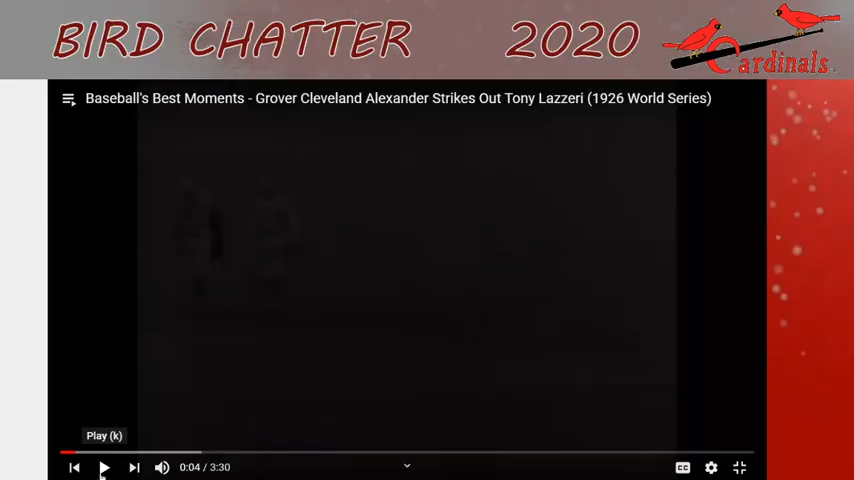 BIRD CHATTER 2020
Cardinals
Baseball's Best Moments - Grover Cleveland Alexander Strikes Out Tony Lazzeri (1926 World Series)
Play (k)
0:04 / 3:30
CC